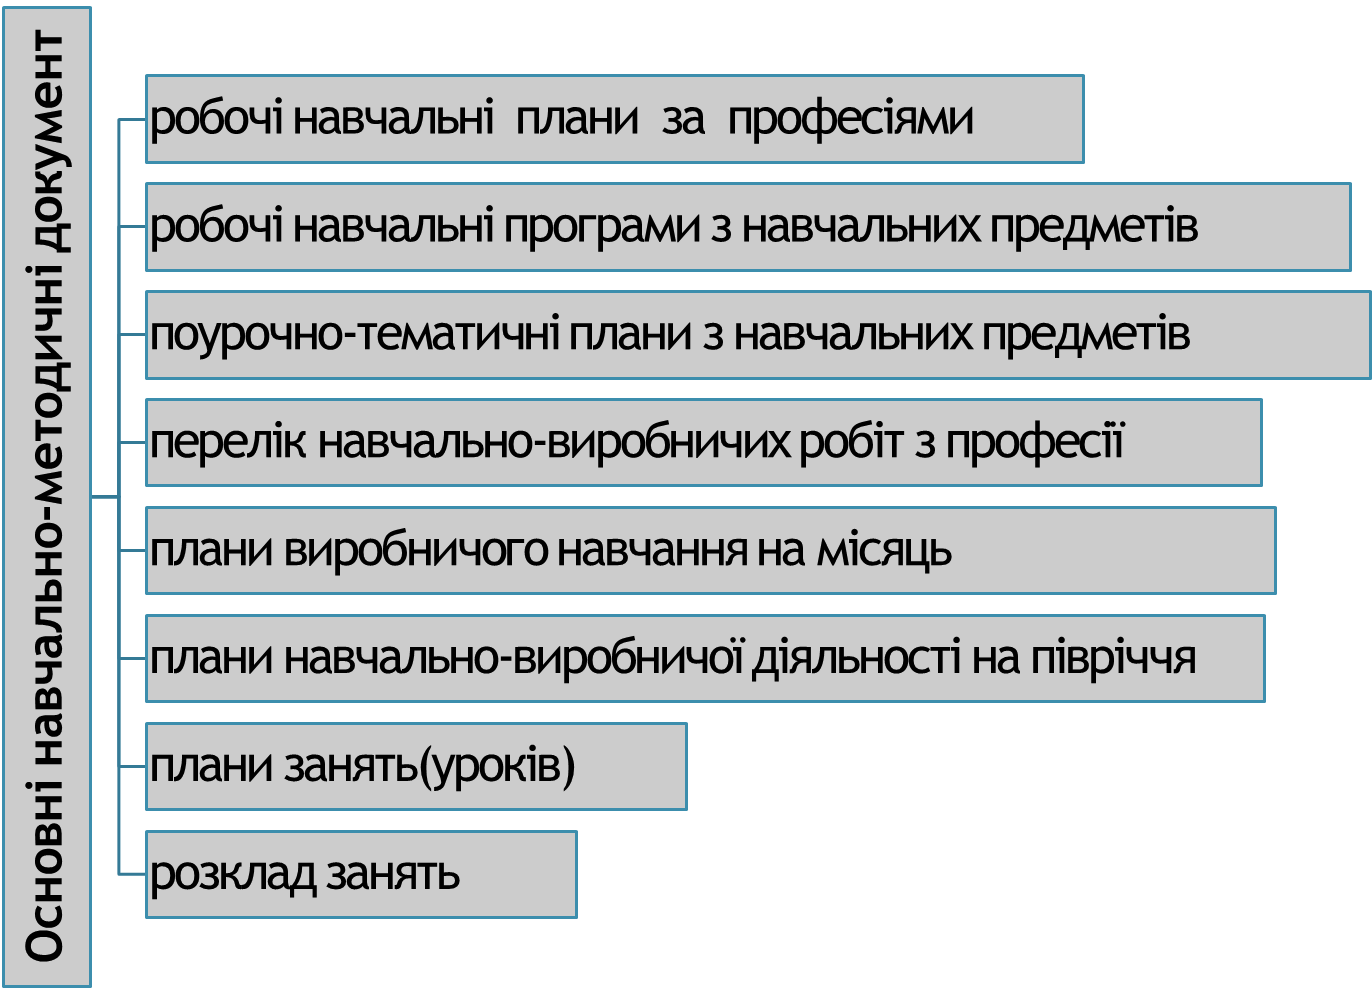 Основні навчально-методичні документ
робочі навчальні плани за професіями
робочі навчальні програми з навчальних предметів
поурочно-тематичні плани з навчальних предметів
перелік навчально-виробничих робіт з професії
плани виробничого навчання на місяць
плани навчально-виробничої діяльності на півріччя
плани занять(уроків)
розклад занять